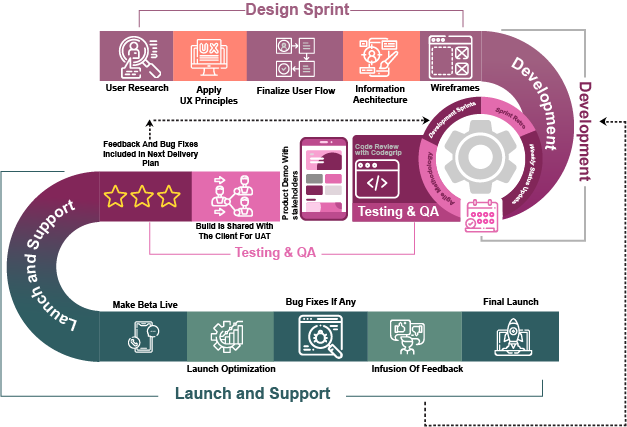 Design Sprint
User Research
Apply
UX Principles
Finalize User Flow
Information
Aechitecture
Wireframes
UX
Development
Development
Development Sprints
Sprint Retro
Weekly Status Update
Agile Methodology
Code Review
with Codegrip
Testing & QA
Product Demo With
stakeholders
Feedback And Bug Fixes
Included In Next Delivery
Plan
Build Is Shared With
The Client For UAT
Testing & QA
Launch and Support
Make Beta Live
Launch Optimization
Bug Fixes If Any
Infusion Of Feedback
Final Launch
Launch and Support